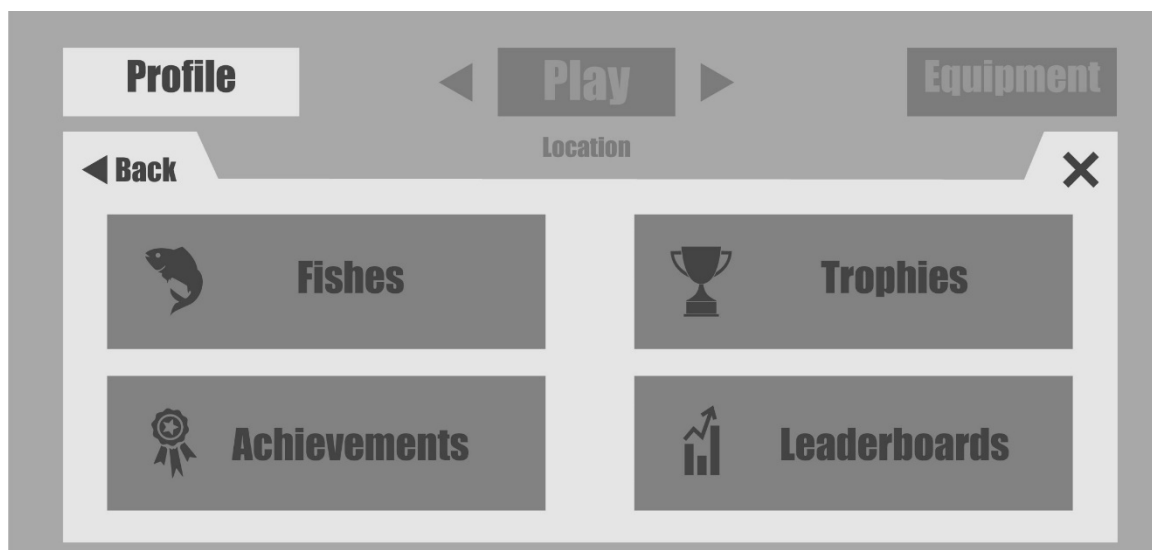 Profile
Play
Equipment
Location
Back
Fishes
Trophies
Achievements
Leaderboards